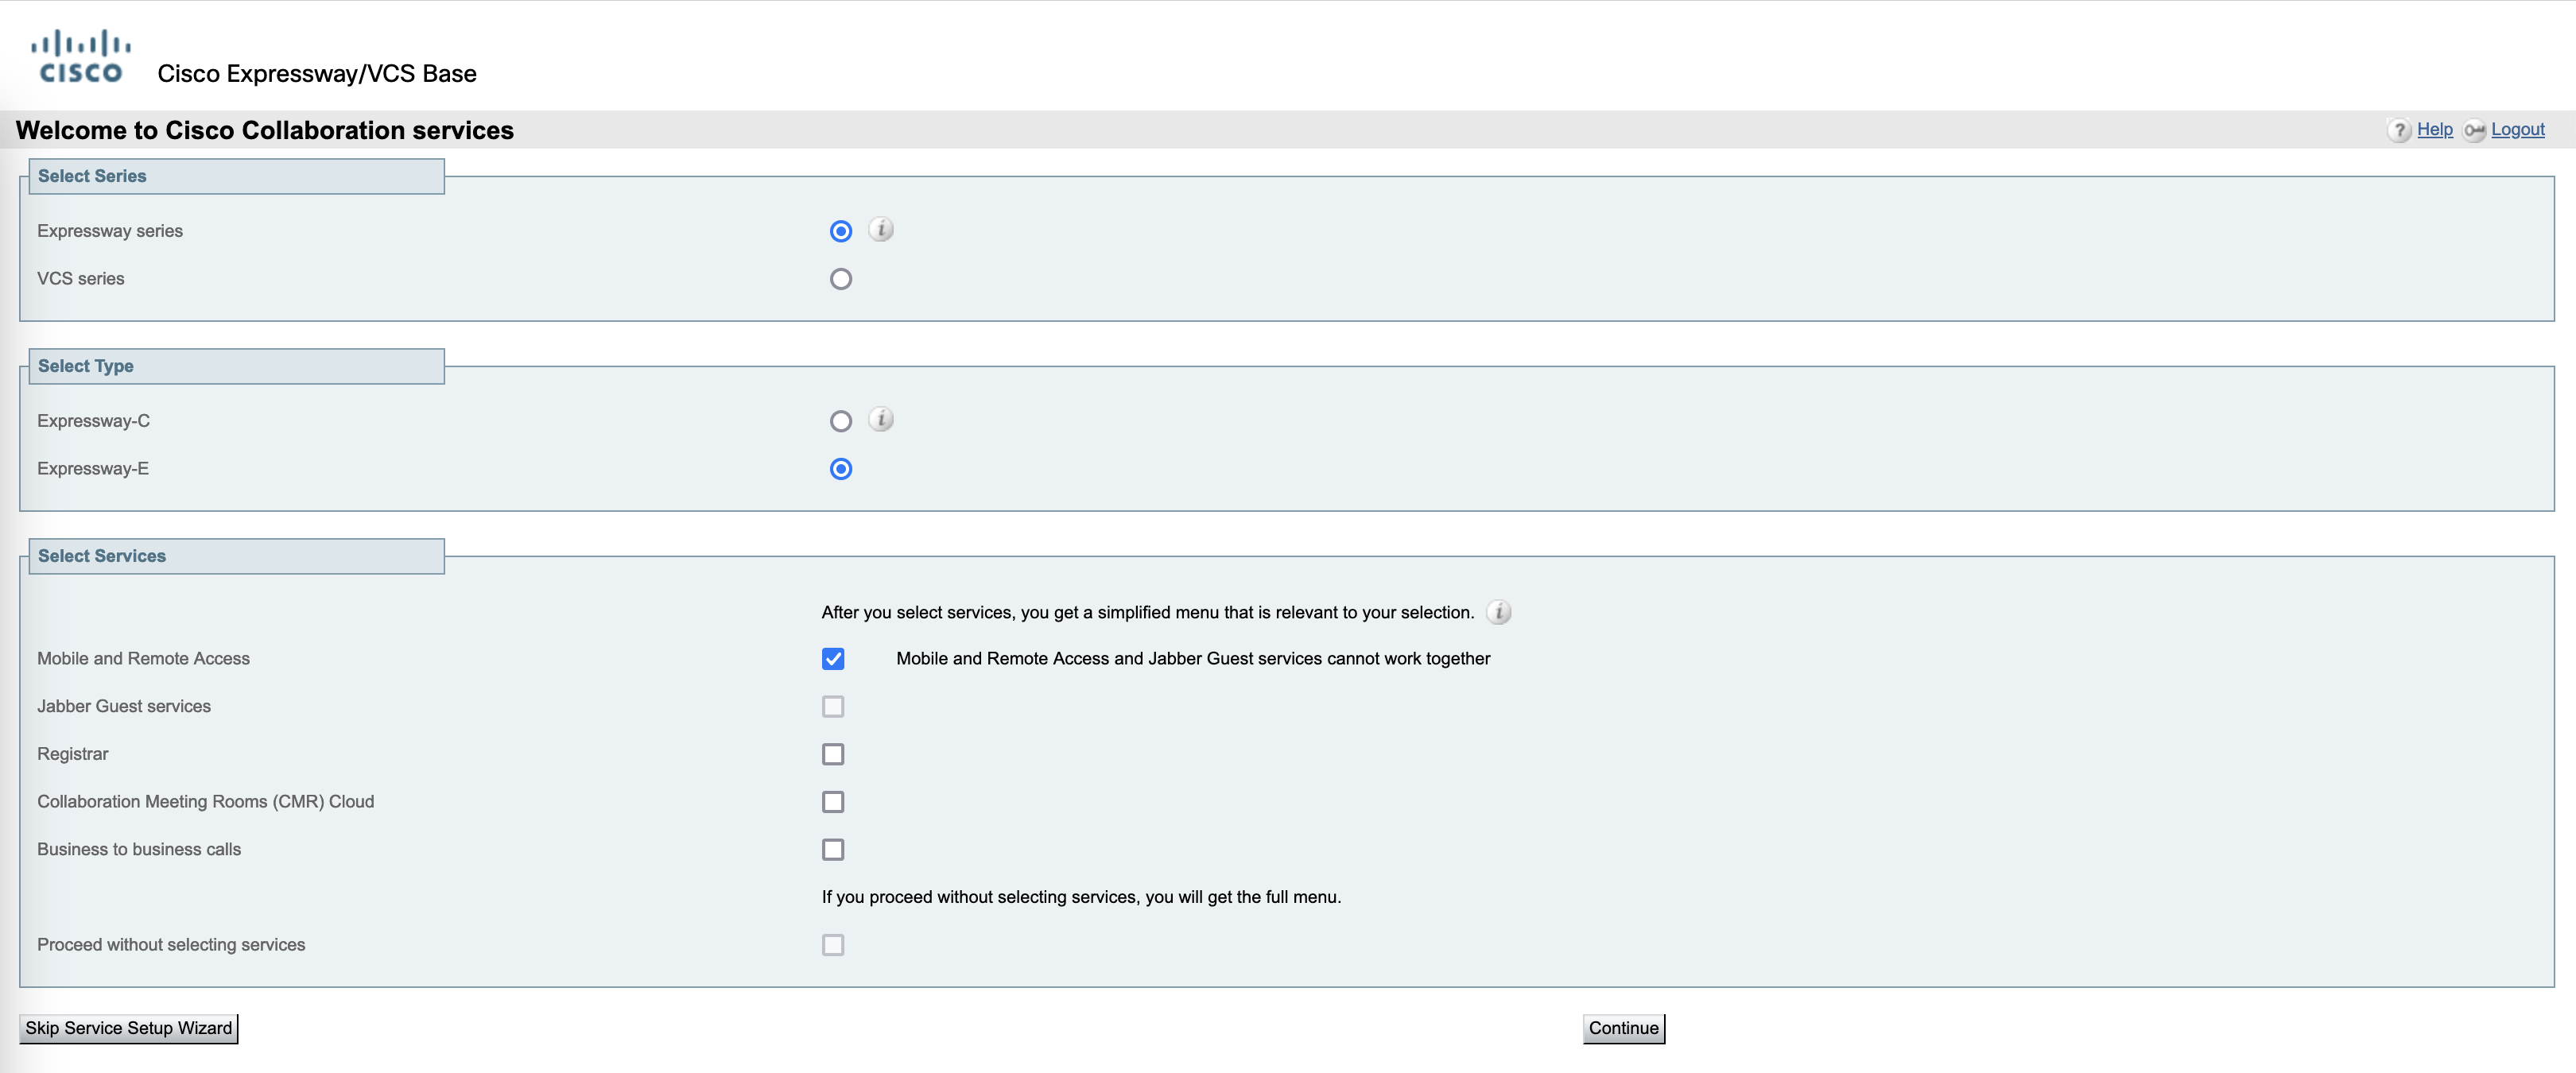 CISCO
Cisco Expressway/VCS Base
Welcome to Cisco Collaboration services
? Help Logout
Select Series
Expressway series i
VCS series
Select Type
Expressway-C i
Expressway-E
Select Services
After you select services, you get a simplified menu that is relevant to your selection. i
Mobile and Remote Access Mobile and Remote Access and Jabber Guest services cannot work together
Jabber Guest services
Registrar
Collaboration Meeting Rooms (CMR) Cloud
Business to business calls
If you proceed without selecting services, you will get the full menu.
Proceed without selecting services
Skip Service Setup Wizard Continue